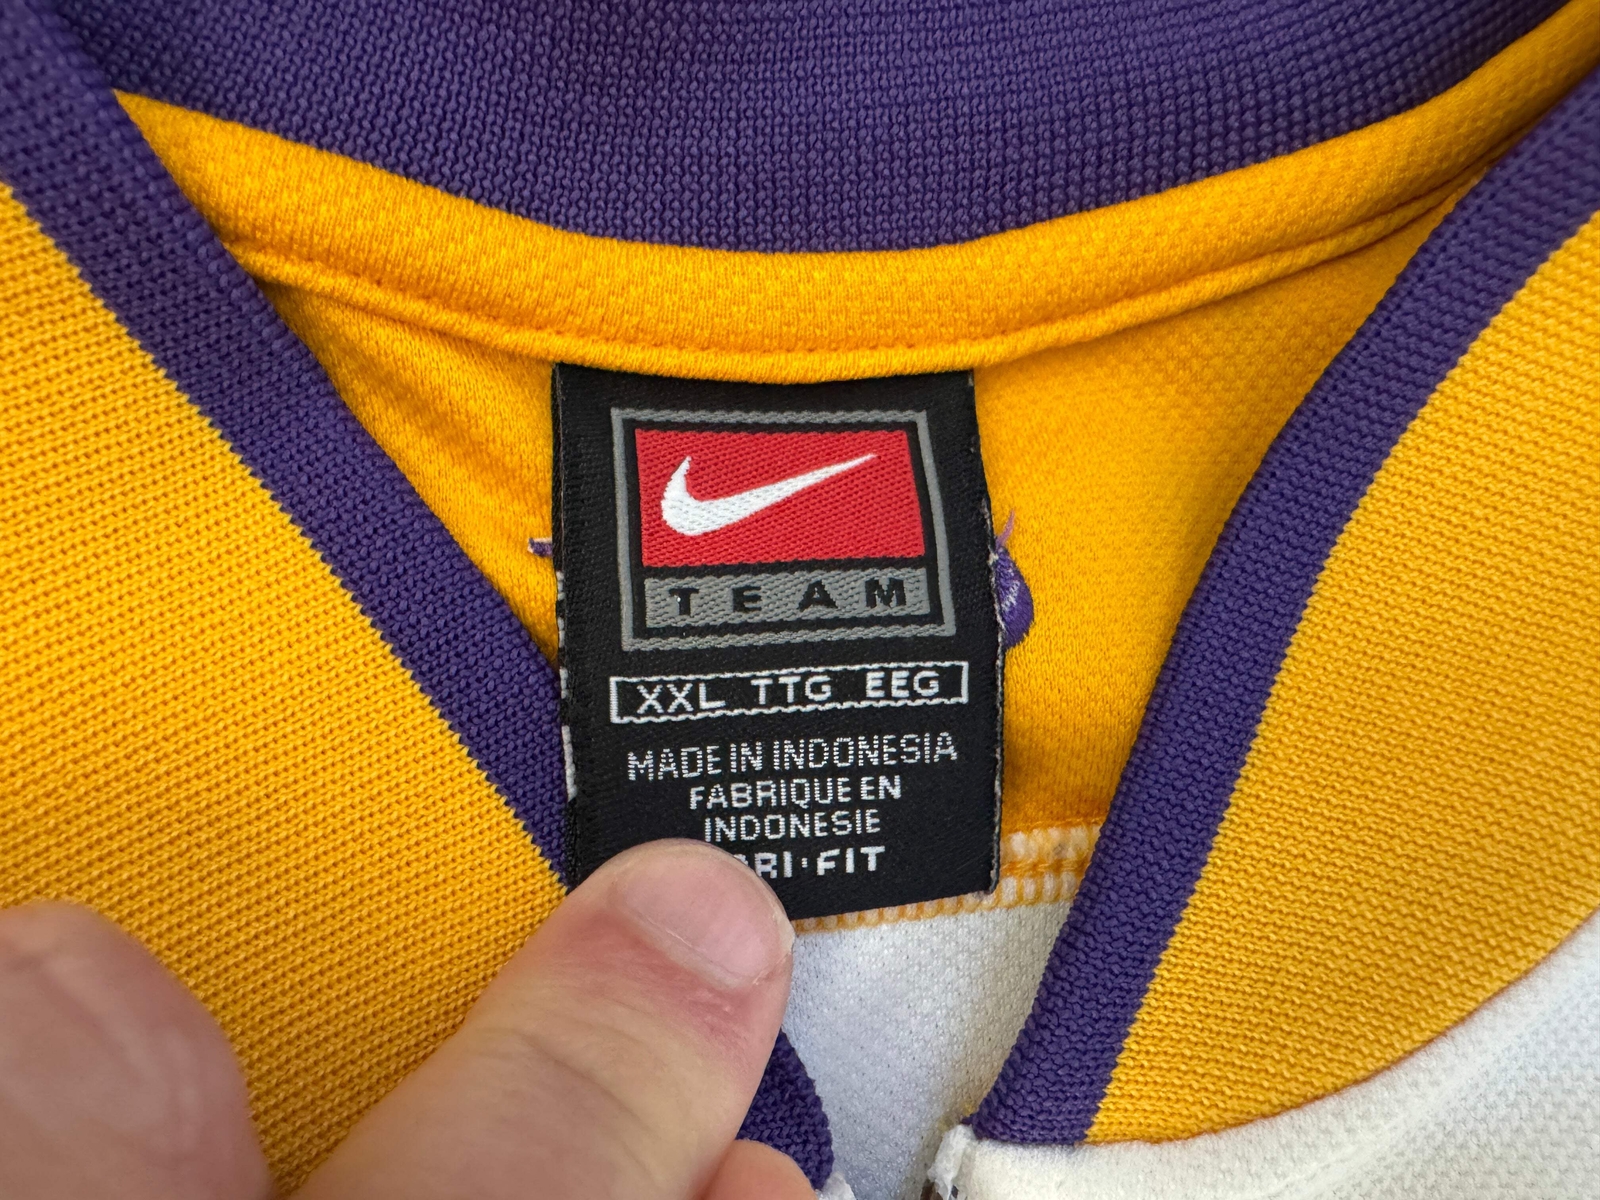 TEAM
XXL TTG EEG
MADE IN INDONESIA
FABRIQUE EN
INDONESIE